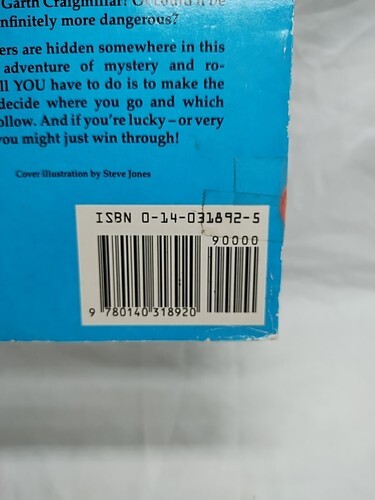 Garth Craigmillar? Or could it be
nfinitely more dangerous?
ers are hidden somewhere in this
adventure of mystery and ro-
ll YOU have to do is to make the
decide where you go and which
ollow. And if you're lucky – or very
you might just win through!
Cover illustration by Steve Jones
ISBN 0-14-031892-5
90000
9 780140 318920